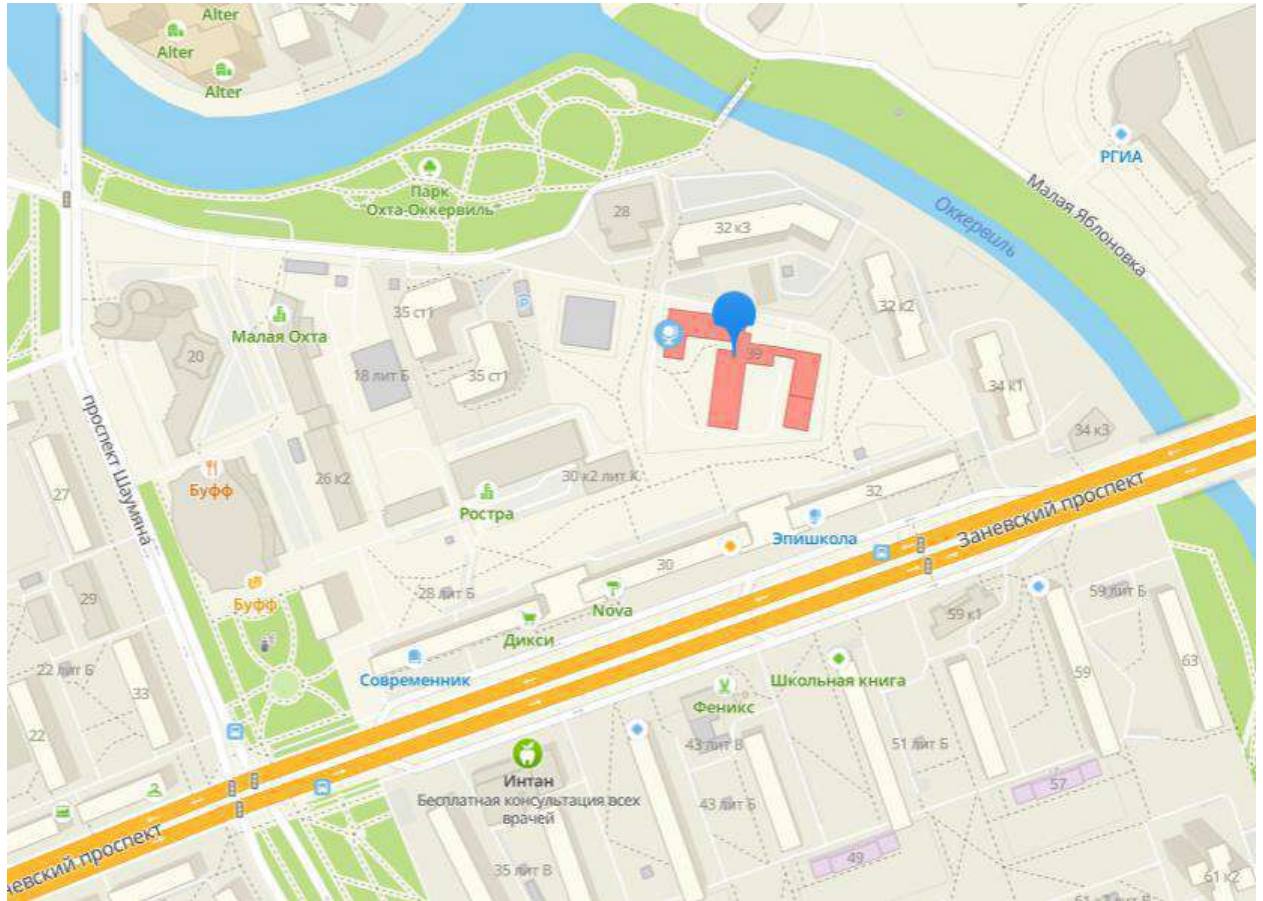 Alter
Alter
Alter
РГИА
Парк
"Охта-Оккервиль"
28
32 к3
Оккервиль
Малая Яблоновка
35 ст1
Малая Охта
32 к2
20
39
18 лит Б
35 ст1
34 к1
проспект Шаумяна
34 к3
27
Буфф
26 к2
30 к2 лит К
32
Ростра
Заневский проспект
Эпишкола
30
29
Буфф
28 лит Б
Nova
59 к1
59 лит Б
Дикси
22 лит Б
33
Современник
Школьная книга
59
63
Феникс
22
43 лит В
51 лит Б
Интан
Бесплатная консультация всех
врачей
57
43 лит Б
Заневский проспект
35 лит В
49
61 к2